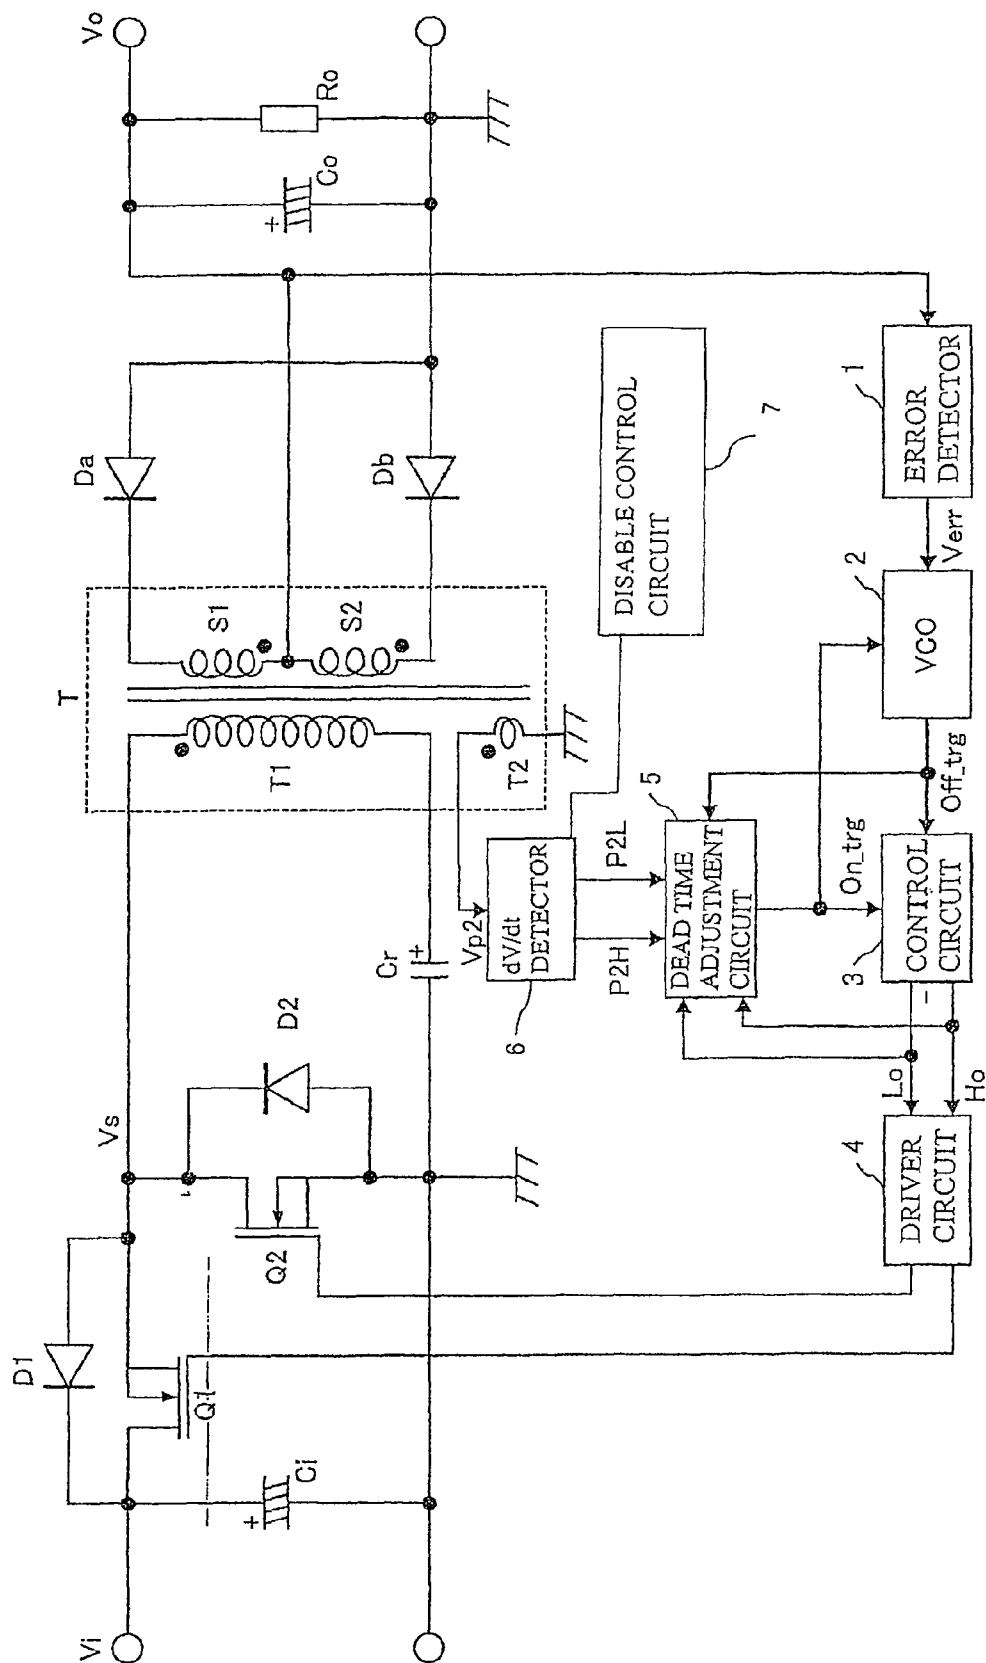 Vi
D1
Q1
Ci
Vs
D2
Q2
Cr
+
+
T
T1
T2
S1
S2
Da
Db
Vo
Co
+
Ro
Vp2
dV/dt
DETECTOR
6
DISABLE CONTROL
CIRCUIT
7
P2H
P2L
DEAD TIME
ADJUSTMENT
CIRCUIT
5
On_trg
Off_trg
Lo
Ho
DRIVER
CIRCUIT
4
CONTROL
CIRCUIT
3
VCO
2
Verr
ERROR
DETECTOR
1